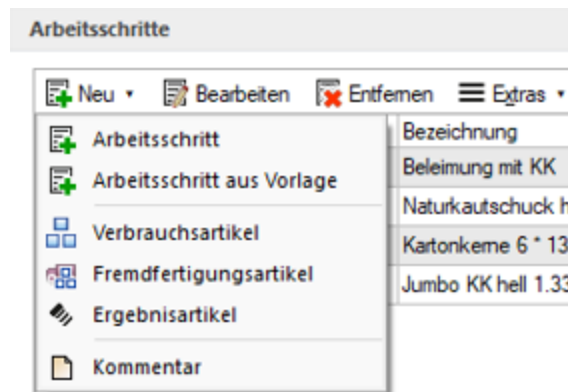 Arbeitsschritte
Neu Bearbeiten Entfernen Extras
Arbeitsschritt
Arbeitsschritt aus Vorlage
Verbrauchsartikel
Fremdfertigungsartikel
Ergebnisartikel
Kommentar
Bezeichnung
Beleimung mit KK
Naturkautschuck h
Kartonkerne 6 * 13
Jumbo KK hell 1.33